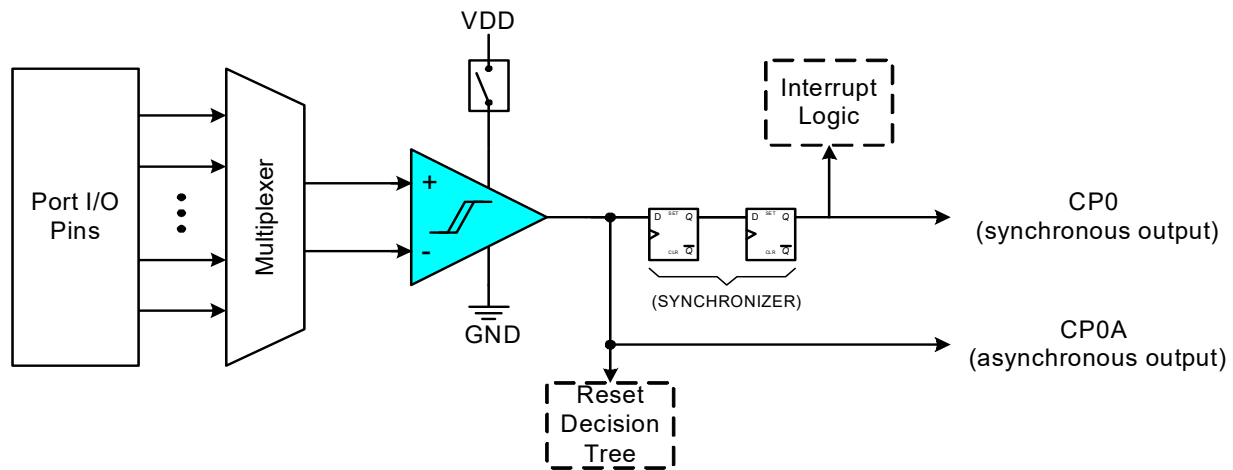 VDD
Port I/O
Pins
Multiplexer
+
-
GND
D SET Q
CLR Q
D SET Q
CLR Q
(SYNCHRONIZER)
Interrupt
Logic
CP0
(synchronous output)
CP0A
(asynchronous output)
Reset
Decision
Tree